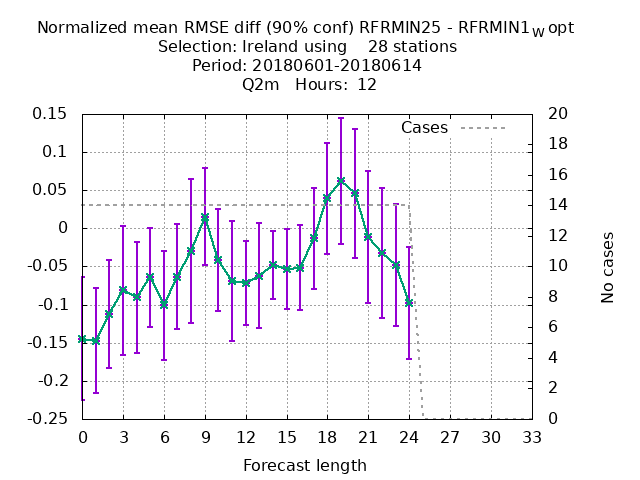 Normalized mean RMSE diff (90% conf) RFRMIN25 - RFRMIN1wopt
Selection: Ireland using    28 stations
Period: 20180601-20180614
Q2m   Hours:  12
Cases
0.15
0.1
0.05
0
-0.05
-0.1
-0.15
-0.2
-0.25
20
18
16
14
12
10
8
6
4
2
0
No cases
0 3 6 9 12 15 18 21 24 27 30 33
Forecast length